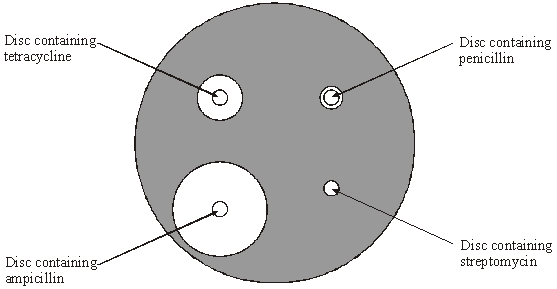 Disc containing
tetracycline
Disc containing
penicillin
Disc containing
ampicillin
Disc containing
streptomycin